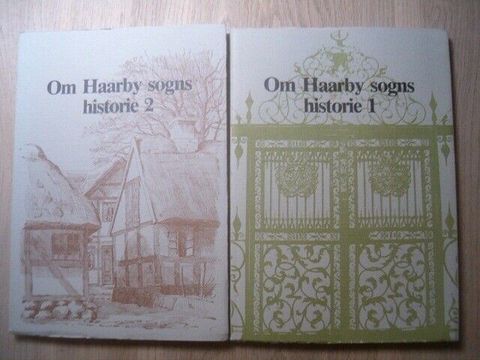 Om Haarby sogns
historie 2
Om Haarby sogns
historie 1